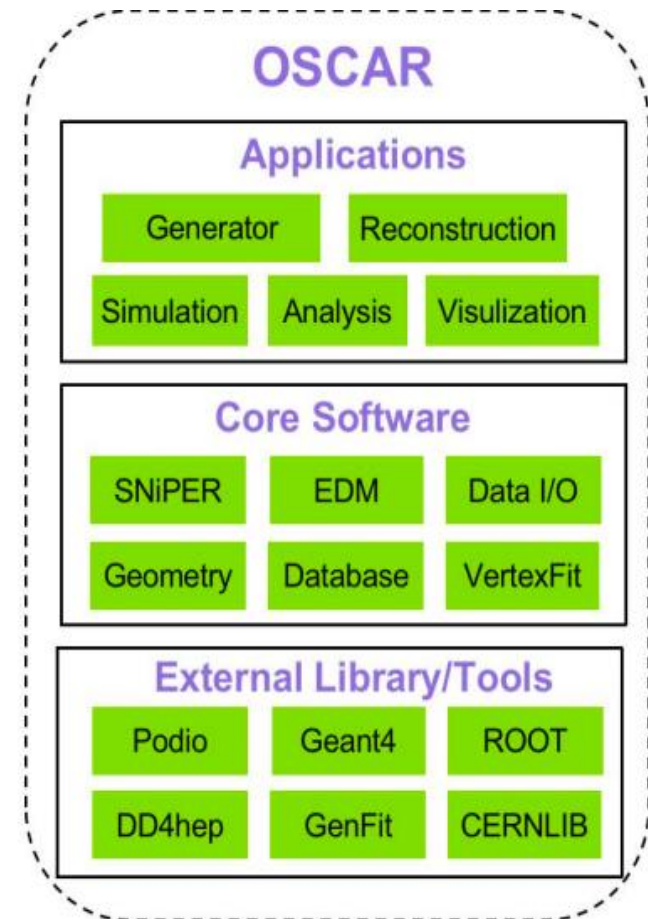 OSCAR
Applications
Generator Reconstruction
Simulation Analysis Visulization
Core Software
SNiPER EDM Data I/O
Geometry Database VertexFit
External Library/Tools
Podio Geant4 ROOT
DD4hep GenFit CERNLIB